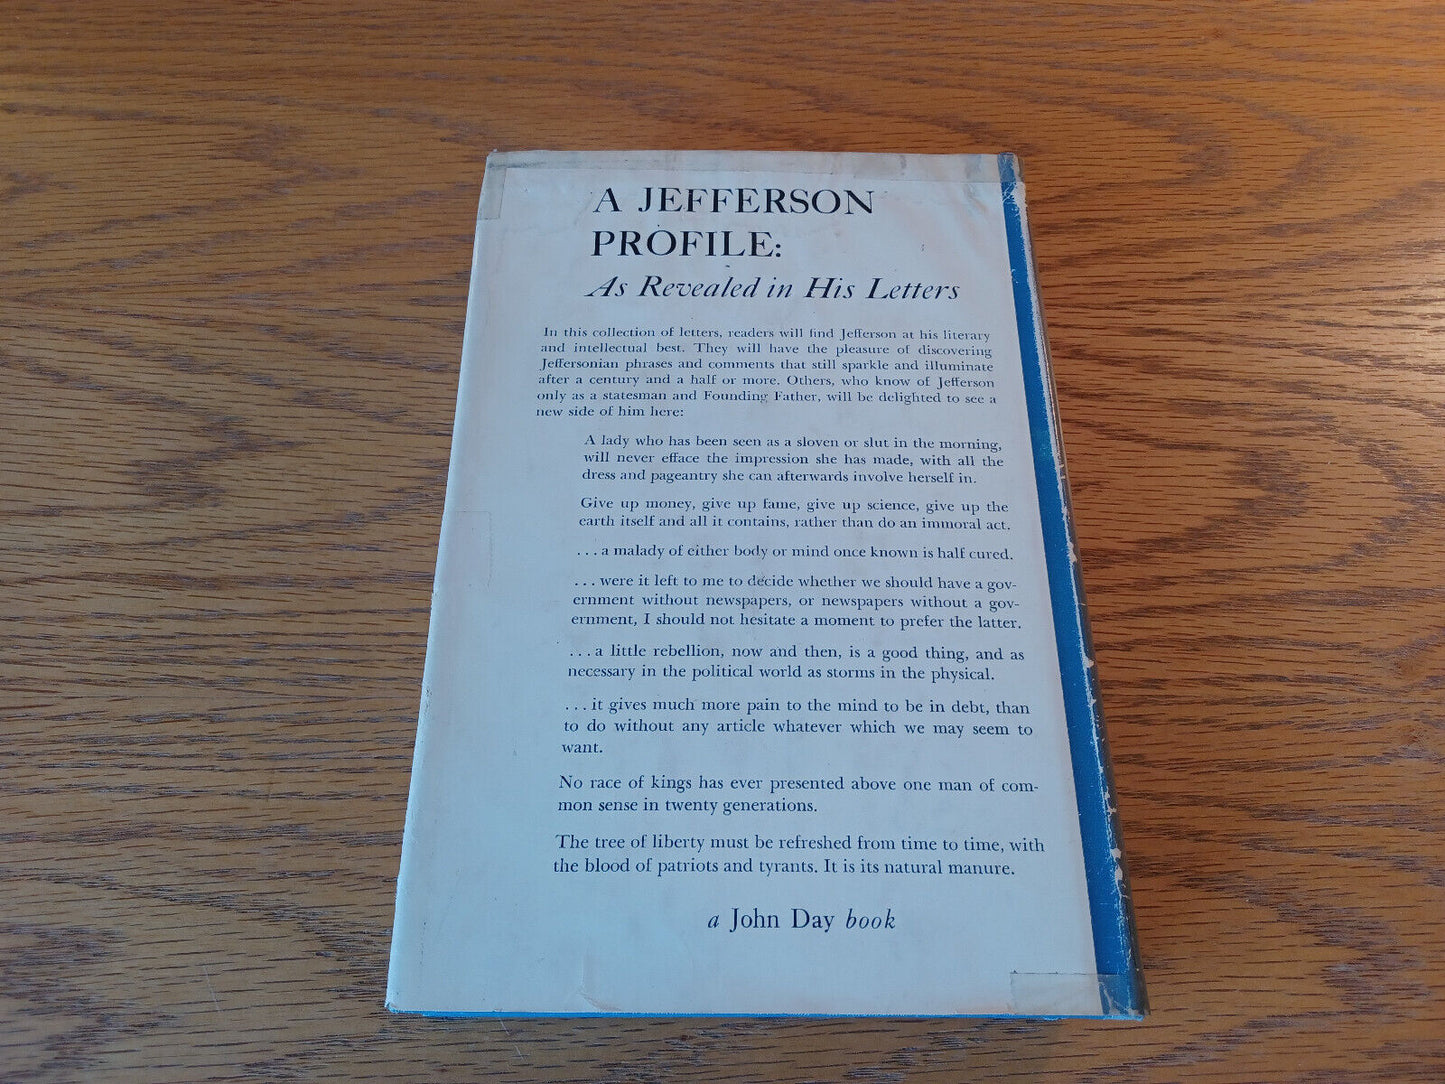 A JEFFERSON
PROFILE:
As Revealed in His Letters
In this collection of letters, readers will find Jefferson at his literary
and intellectual best. They will have the pleasure of discovering
Jeffersonian phrases and comments that still sparkle and illuminate
after a century and a half or more. Others, who know of Jefferson
only as a statesman and Founding Father, will be delighted to see a
new side of him here:
A lady who has been seen as a sloven or slut in the morning,
will never efface the impression she has made, with all the
dress and pageantry she can afterwards involve herself in.
Give up money, give up fame, give up science, give up the
earth itself and all it contains, rather than do an immoral act.
. . . a malady of either body or mind once known is half cured.
. . . were it left to me to decide whether we should have a gov-
ernment without newspapers, or newspapers without a gov-
ernment, I should not hesitate a moment to prefer the latter.
. . . a little rebellion, now and then, is a good thing, and as
necessary in the political world as storms in the physical.
. . . it gives much more pain to the mind to be in debt, than
to do without any article whatever which we may seem to
want.
No race of kings has ever presented above one man of com-
mon sense in twenty generations.
The tree of liberty must be refreshed from time to time, with
the blood of patriots and tyrants. It is its natural manure.
a John Day book